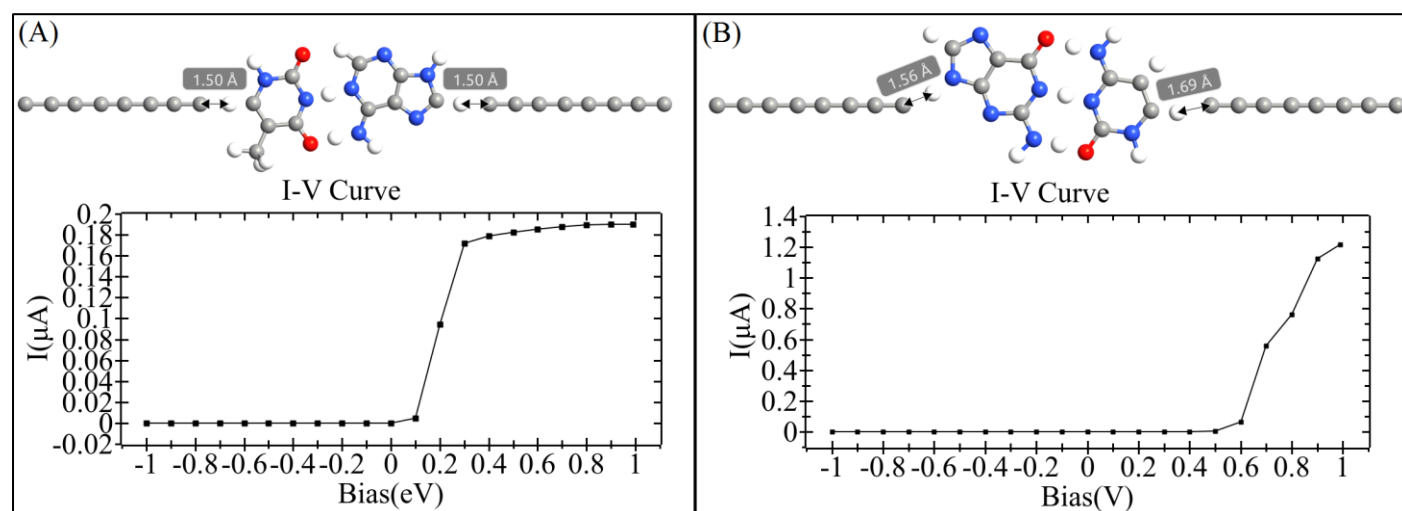 (A)
1.50 Å
1.50 Å
I-V Curve
I(μA)
0.2
0.18
0.16
0.14
0.12
0.1
0.08
0.06
0.04
0.02
0
-0.02
-1 -0.8 -0.6 -0.4 -0.2 0 0.2 0.4 0.6 0.8 1
Bias(eV)
(B)
1.56 Å
1.69 Å
I-V Curve
I(μA)
1.4
1.2
1
0.8
0.6
0.4
0.2
0
-1 -0.8 -0.6 -0.4 -0.2 0 0.2 0.4 0.6 0.8 1
Bias(V)